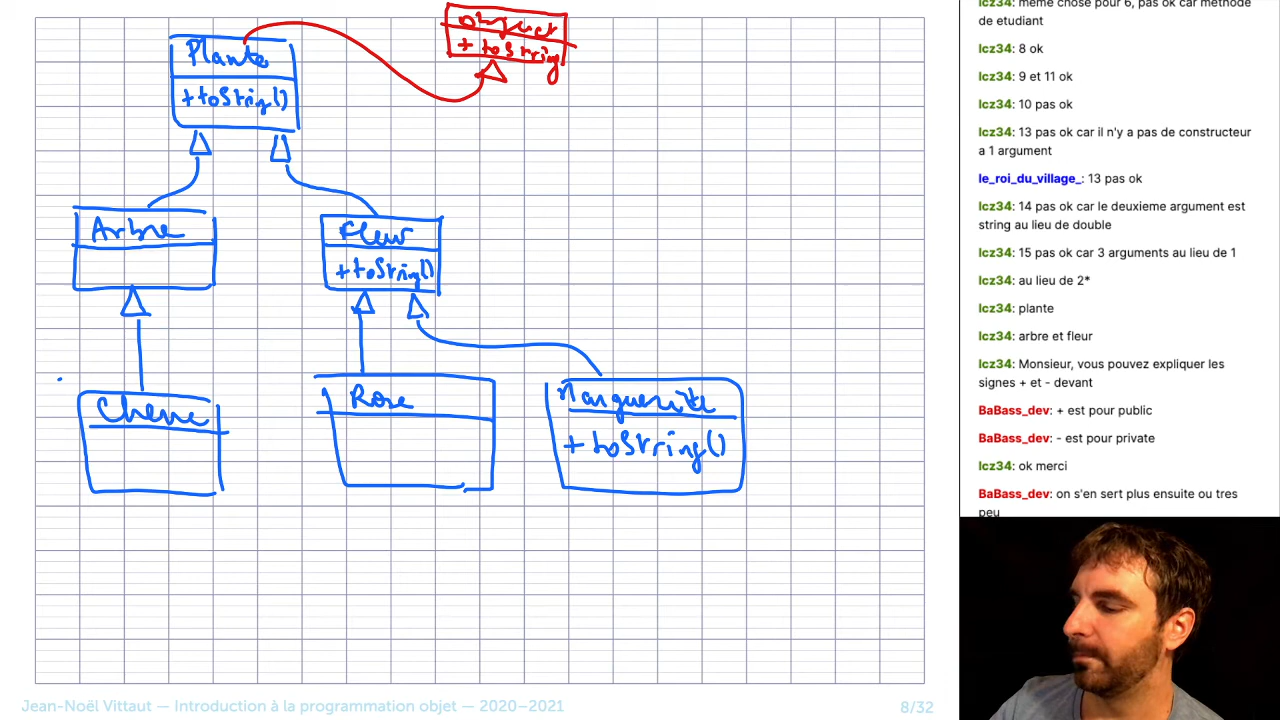 Plante
+toString()
object
+ toString
Arbre
Fleur
+toString()
Chene
Rose
Marguerite
+toString()
Jean-Noël Vittaut — Introduction à la programmation objet — 2020–2021
8/32
lcz34: meme chose pour 6, pas ok car methode
de etudiant
lcz34: 8 ok
lcz34: 9 et 11 ok
lcz34: 10 pas ok
lcz34: 13 pas ok car il n'y a pas de constructeur
a 1 argument
le_roi_du_village_: 13 pas ok
lcz34: 14 pas ok car le deuxieme argument est
string au lieu de double
lcz34: 15 pas ok car 3 arguments au lieu de 1
lcz34: au lieu de 2*
lcz34: plante
lcz34: arbre et fleur
lcz34: Monsieur, vous pouvez expliquer les
signes + et - devant
BaBass_dev: + est pour public
BaBass_dev: - est pour private
lcz34: ok merci
BaBass_dev: on s'en sert plus ensuite ou tres
peu